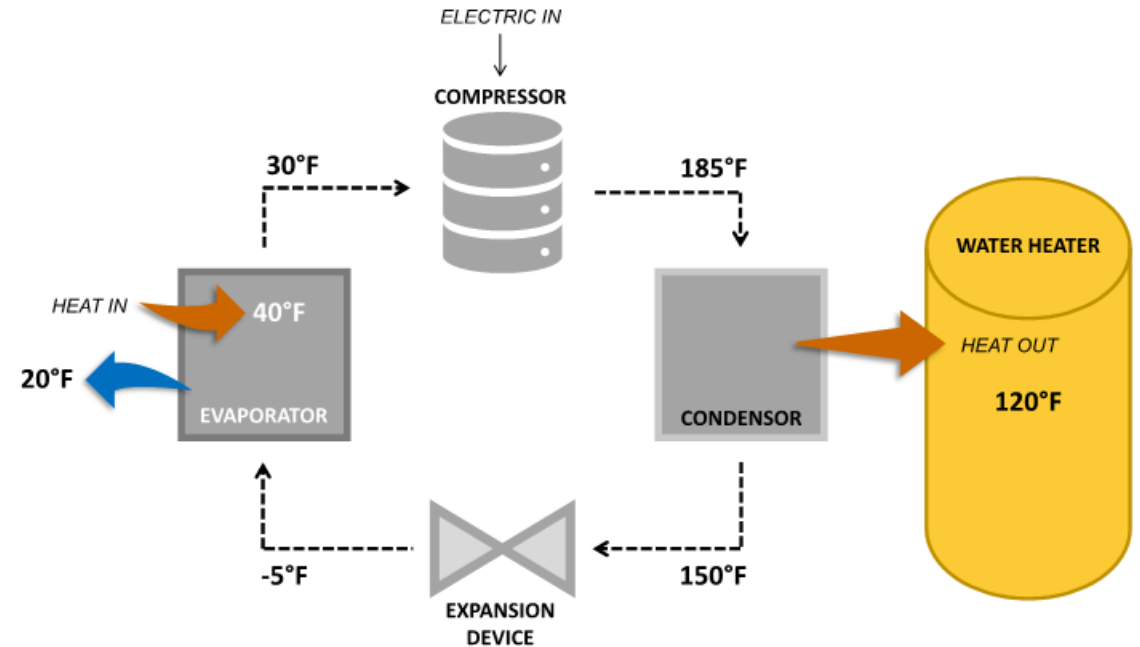 ELECTRIC IN
COMPRESSOR
30°F
185°F
WATER HEATER
HEAT IN
40°F
HEAT OUT
20°F
120°F
EVAPORATOR
CONDENSOR
-5°F
150°F
EXPANSION
DEVICE